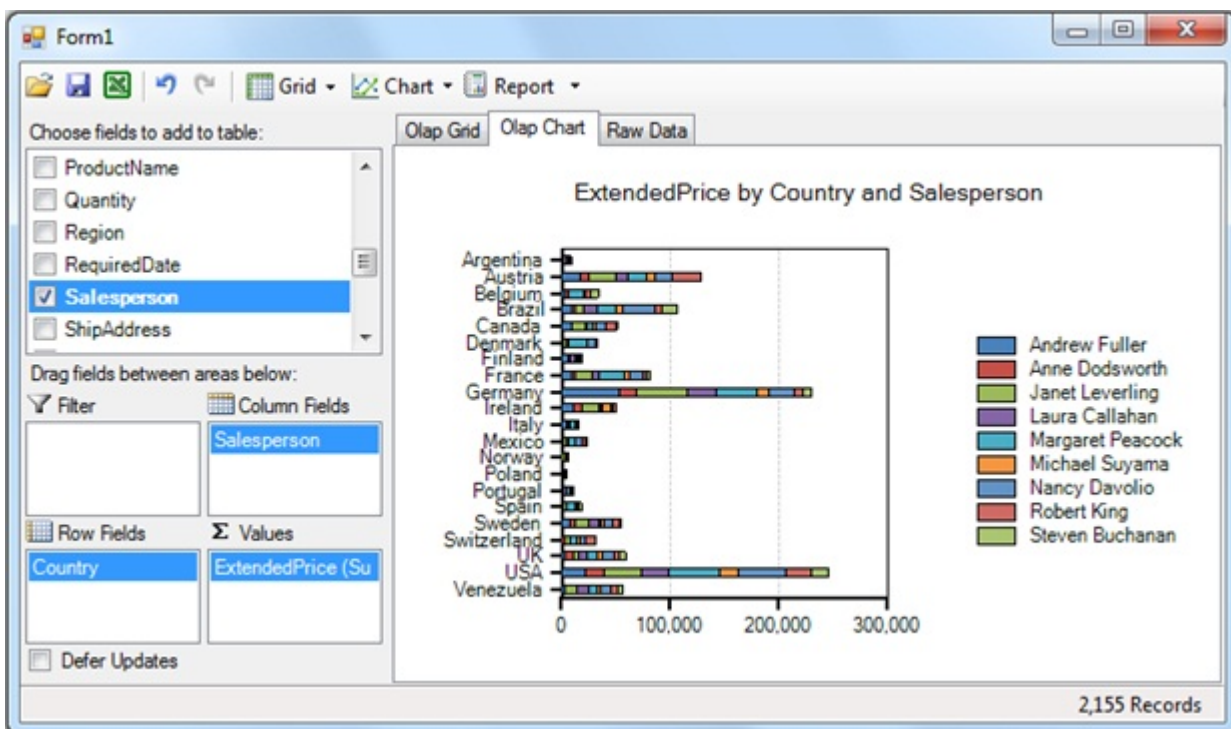 Form1
Grid Chart Report
Choose fields to add to table:
ProductName
Quantity
Region
RequiredDate
Salesperson
ShipAddress
Drag fields between areas below:
Filter
Column Fields
Salesperson
Row Fields
Σ Values
Country
ExtendedPrice (Su
Defer Updates
Olap Grid Olap Chart Raw Data
ExtendedPrice by Country and Salesperson
Argentina
Austria
Belgium
Brazil
Canada
Denmark
Finland
France
Germany
Ireland
Italy
Mexico
Norway
Poland
Portugal
Spain
Sweden
Switzerland
UK
USA
Venezuela
0 100,000 200,000 300,000
Andrew Fuller
Anne Dodsworth
Janet Leverling
Laura Callahan
Margaret Peacock
Michael Suyama
Nancy Davolio
Robert King
Steven Buchanan
2,155 Records